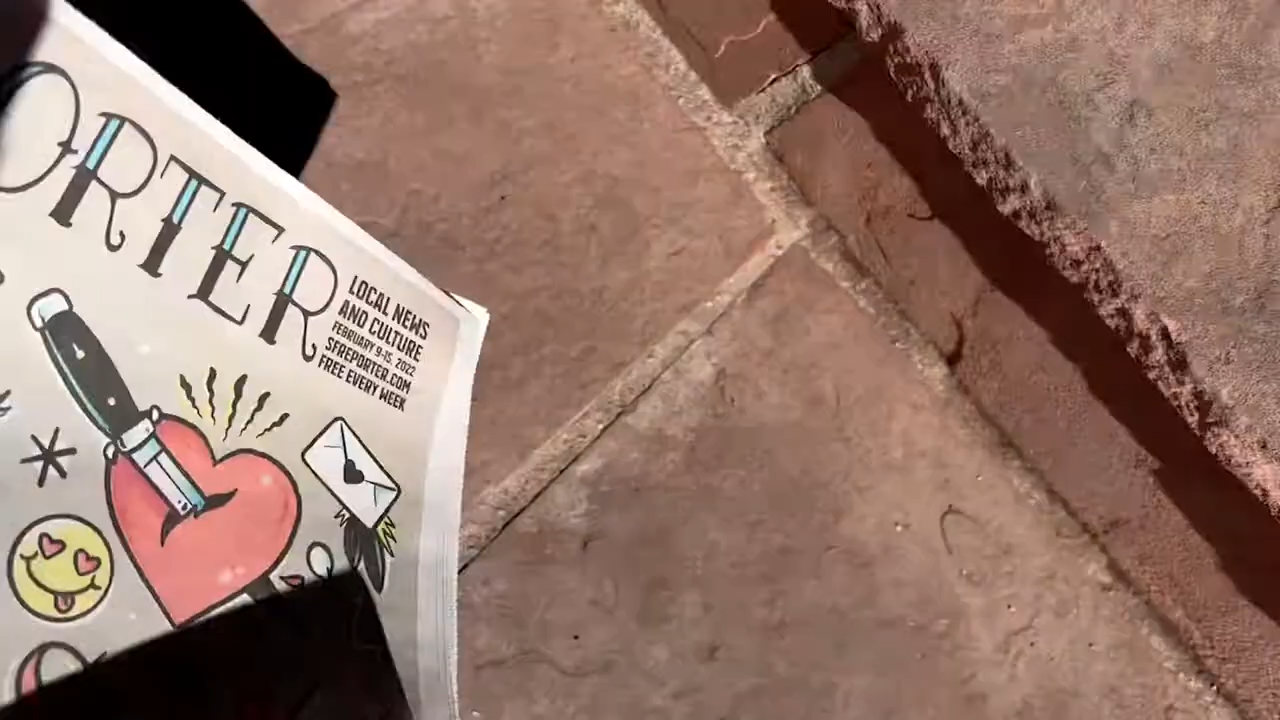 ORTER
LOCAL NEWS
AND CULTURE
FEBRUARY 9-15, 2022
SFREPORTER.COM
FREE EVERY WEEK